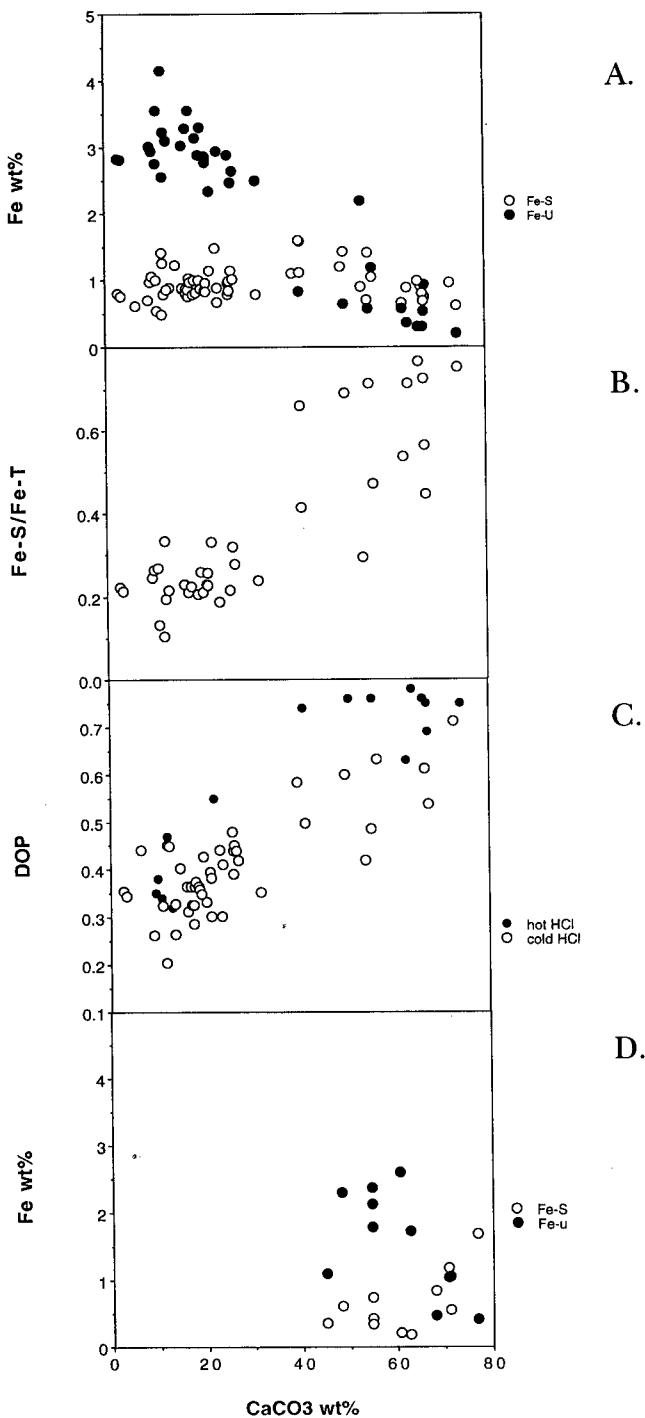 5
4
3
2
1
0
Fe wt%
A.
Fe-S
Fe-U
0.6
0.4
0.2
0.0
Fe-S/Fe-T
B.
0.7
0.6
0.5
0.4
0.3
0.2
0.1
DOP
C.
hot HCl
cold HCl
4
3
2
1
0
Fe wt%
D.
Fe-S
Fe-u
0 20 40 60 80
CaCO3 wt%